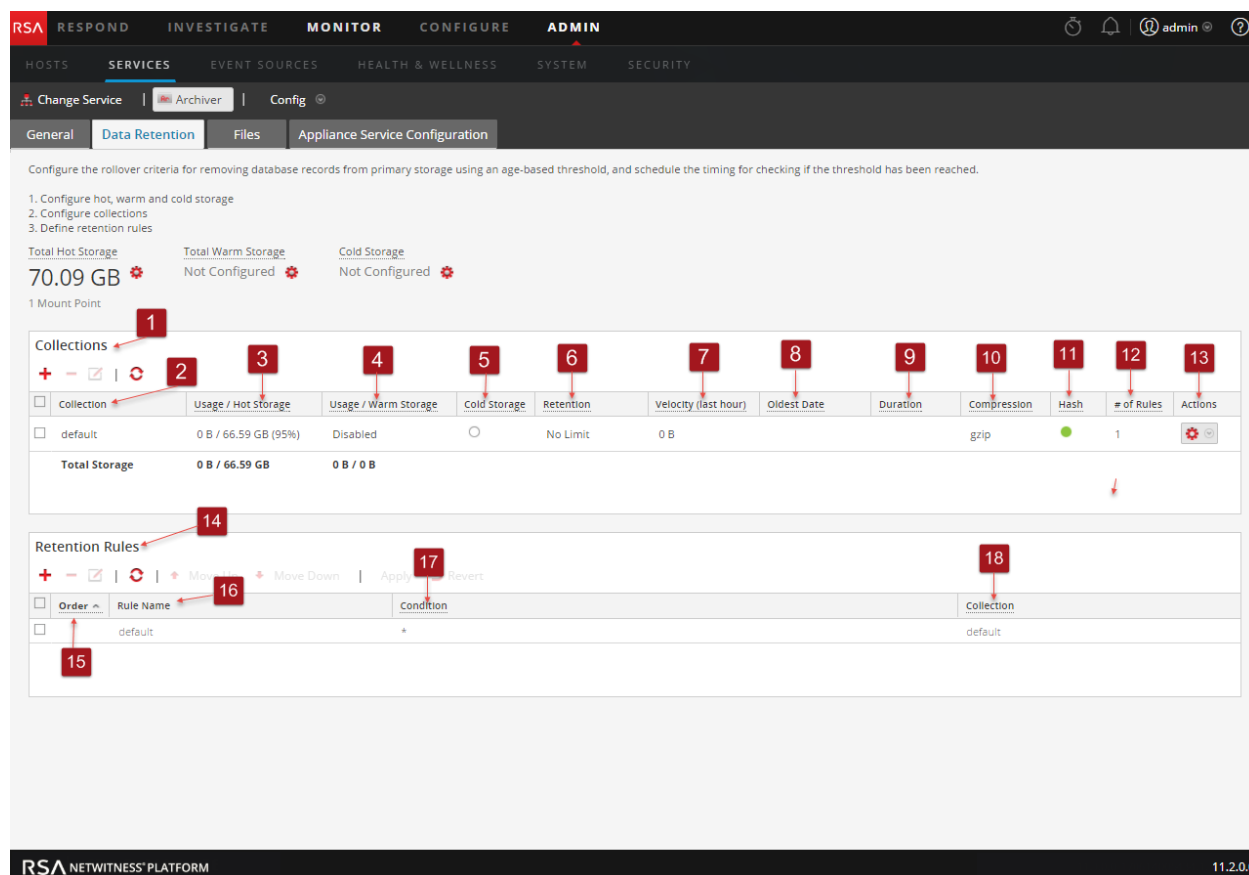 RSA RESPOND INVESTIGATE MONITOR CONFIGURE ADMIN admin ?
HOSTS SERVICES EVENT SOURCES HEALTH & WELLNESS SYSTEM SECURITY
Change Service | Archiver | Config
General Data Retention Files Appliance Service Configuration
Configure the rollover criteria for removing database records from primary storage using an age-based threshold, and schedule the timing for checking if the threshold has been reached.
1. Configure hot, warm and cold storage
2. Configure collections
3. Define retention rules
Total Hot Storage Total Warm Storage Cold Storage
70.09 GB Not Configured Not Configured
1 Mount Point
1
Collections
2 3 4 5 6 7 8 9 10 11 12 13
Collection Usage / Hot Storage Usage / Warm Storage Cold Storage Retention Velocity (last hour) Oldest Date Duration Compression Hash # of Rules Actions
default 0 B / 66.59 GB (95%) Disabled No Limit 0 B gzip 1
Total Storage 0 B / 66.59 GB 0 B / 0 B
14
Retention Rules
17 18
Move Down | Apply Revert
16
Order Rule Name Condition Collection
default * default
15
RSA NETWITNESS® PLATFORM 11.2.0.